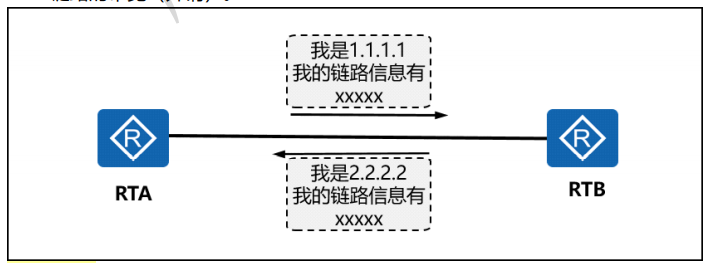 我是1.1.1.1
我的链路信息有
xxxxx
R
R
RTA
RTB
我是2.2.2.2
我的链路信息有
xxxxx